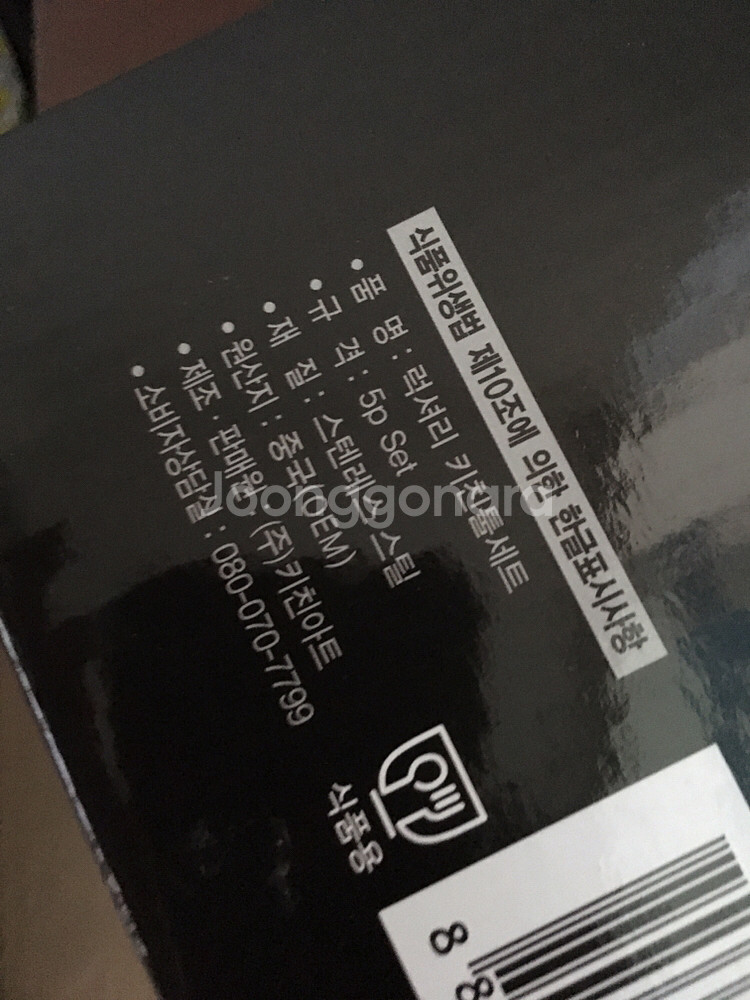 식품위생법 제10조에 의한 한글표시사항
• 품 명 : 럭셔리 키친툴세트
• 규 격 : 5p Set
• 재 질 : 스텐레스스틸
• 원산지 : 중국(OEM)
• 제조·판매원 (주)키친아트
• 소비자상담실 : 080-070-7799
식품용
8 8
Joonggonara